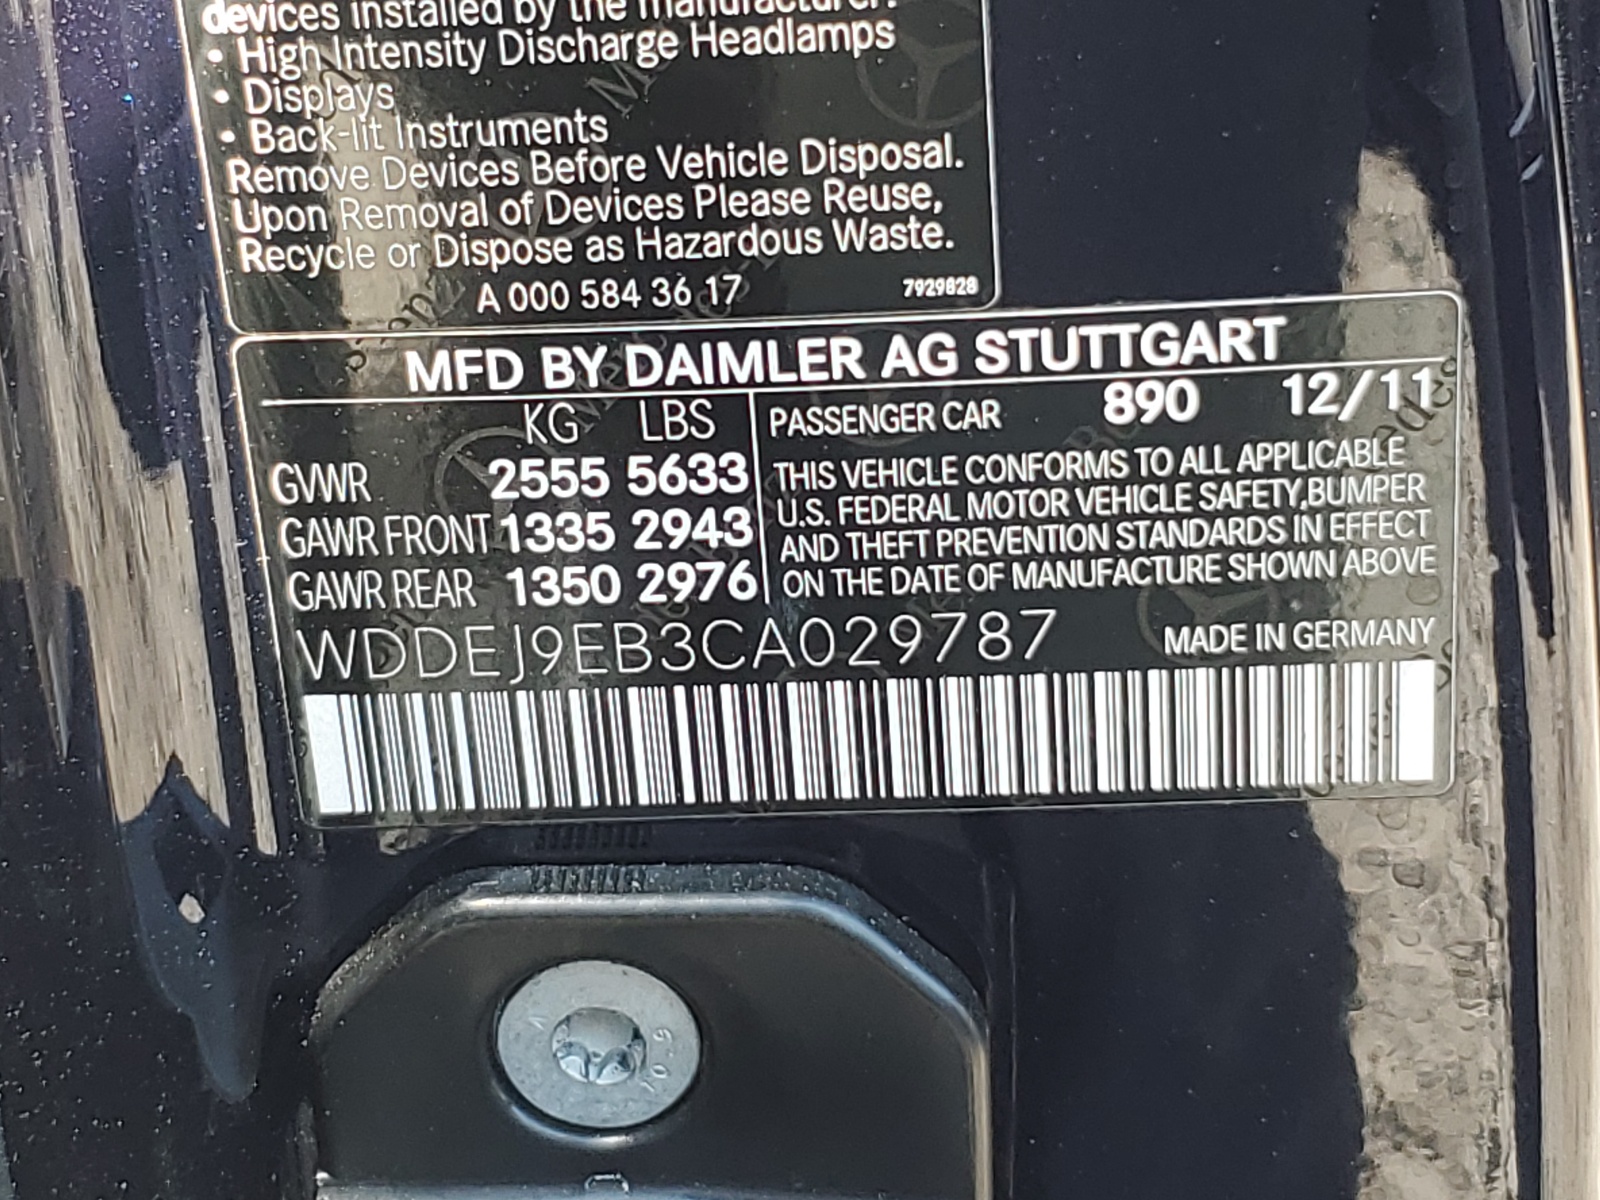 devices installed by the manufacturer:
• High Intensity Discharge Headlamps
• Displays
• Back-lit Instruments
Remove Devices Before Vehicle Disposal.
Upon Removal of Devices Please Reuse,
Recycle or Dispose as Hazardous Waste.
A 000 584 36 17 7929828
MFD BY DAIMLER AG STUTTGART
KG LBS
GVWR 2555 5633
GAWR FRONT 1335 2943
GAWR REAR 1350 2976
PASSENGER CAR 890 12/11
THIS VEHICLE CONFORMS TO ALL APPLICABLE
U.S. FEDERAL MOTOR VEHICLE SAFETY,BUMPER
AND THEFT PREVENTION STANDARDS IN EFFECT
ON THE DATE OF MANUFACTURE SHOWN ABOVE
WDDEJ9EB3CA029787 MADE IN GERMANY
10.9